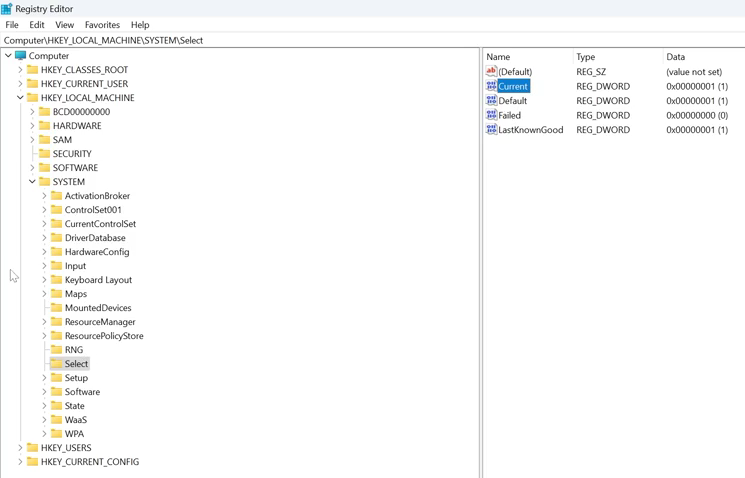 Registry Editor
File Edit View Favorites Help
Computer\HKEY_LOCAL_MACHINE\SYSTEM\Select
Computer
HKEY_CLASSES_ROOT
HKEY_CURRENT_USER
HKEY_LOCAL_MACHINE
BCD00000000
HARDWARE
SAM
SECURITY
SOFTWARE
SYSTEM
ActivationBroker
ControlSet001
CurrentControlSet
DriverDatabase
HardwareConfig
Input
Keyboard Layout
Maps
MountedDevices
ResourceManager
ResourcePolicyStore
RNG
Select
Setup
Software
State
WaaS
WPA
HKEY_USERS
HKEY_CURRENT_CONFIG
Name Type Data
(Default) REG_SZ (value not set)
Current REG_DWORD 0x00000001 (1)
Default REG_DWORD 0x00000001 (1)
Failed REG_DWORD 0x00000000 (0)
LastKnownGood REG_DWORD 0x00000001 (1)